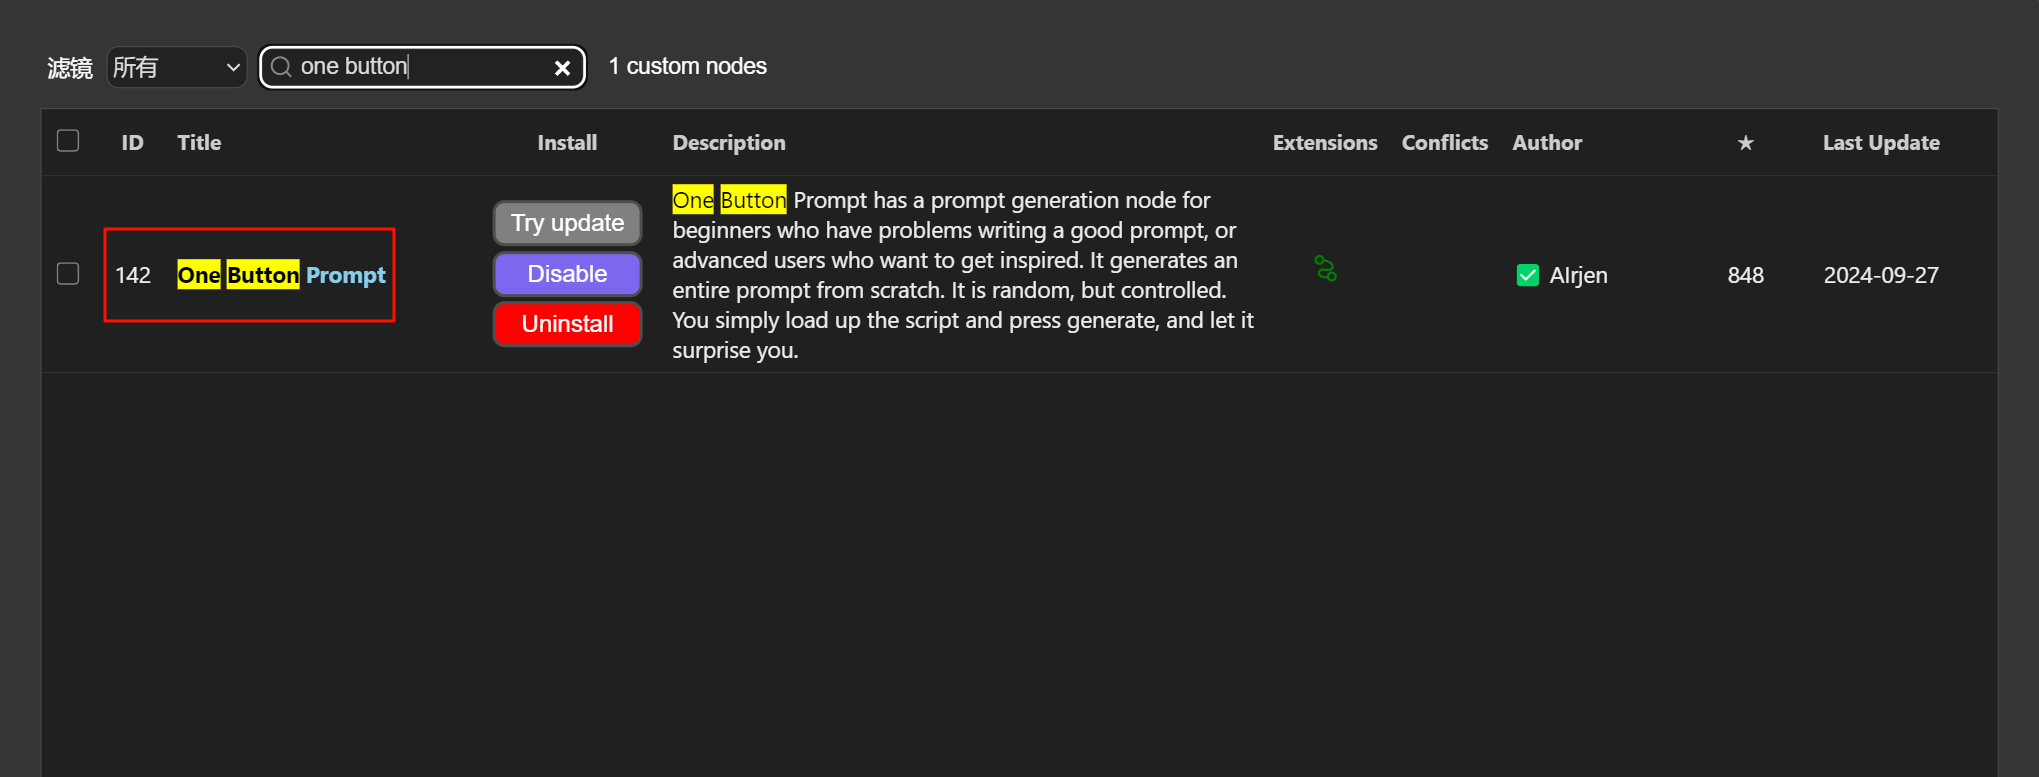 滤镜 所有 one button 1 custom nodes
ID Title Install Description Extensions Conflicts Author ★ Last Update
142 One Button Prompt
Try update
Disable
Uninstall
One Button Prompt has a prompt generation node for
beginners who have problems writing a good prompt, or
advanced users who want to get inspired. It generates an
entire prompt from scratch. It is random, but controlled.
You simply load up the script and press generate, and let it
surprise you.
AIrjen 848 2024-09-27